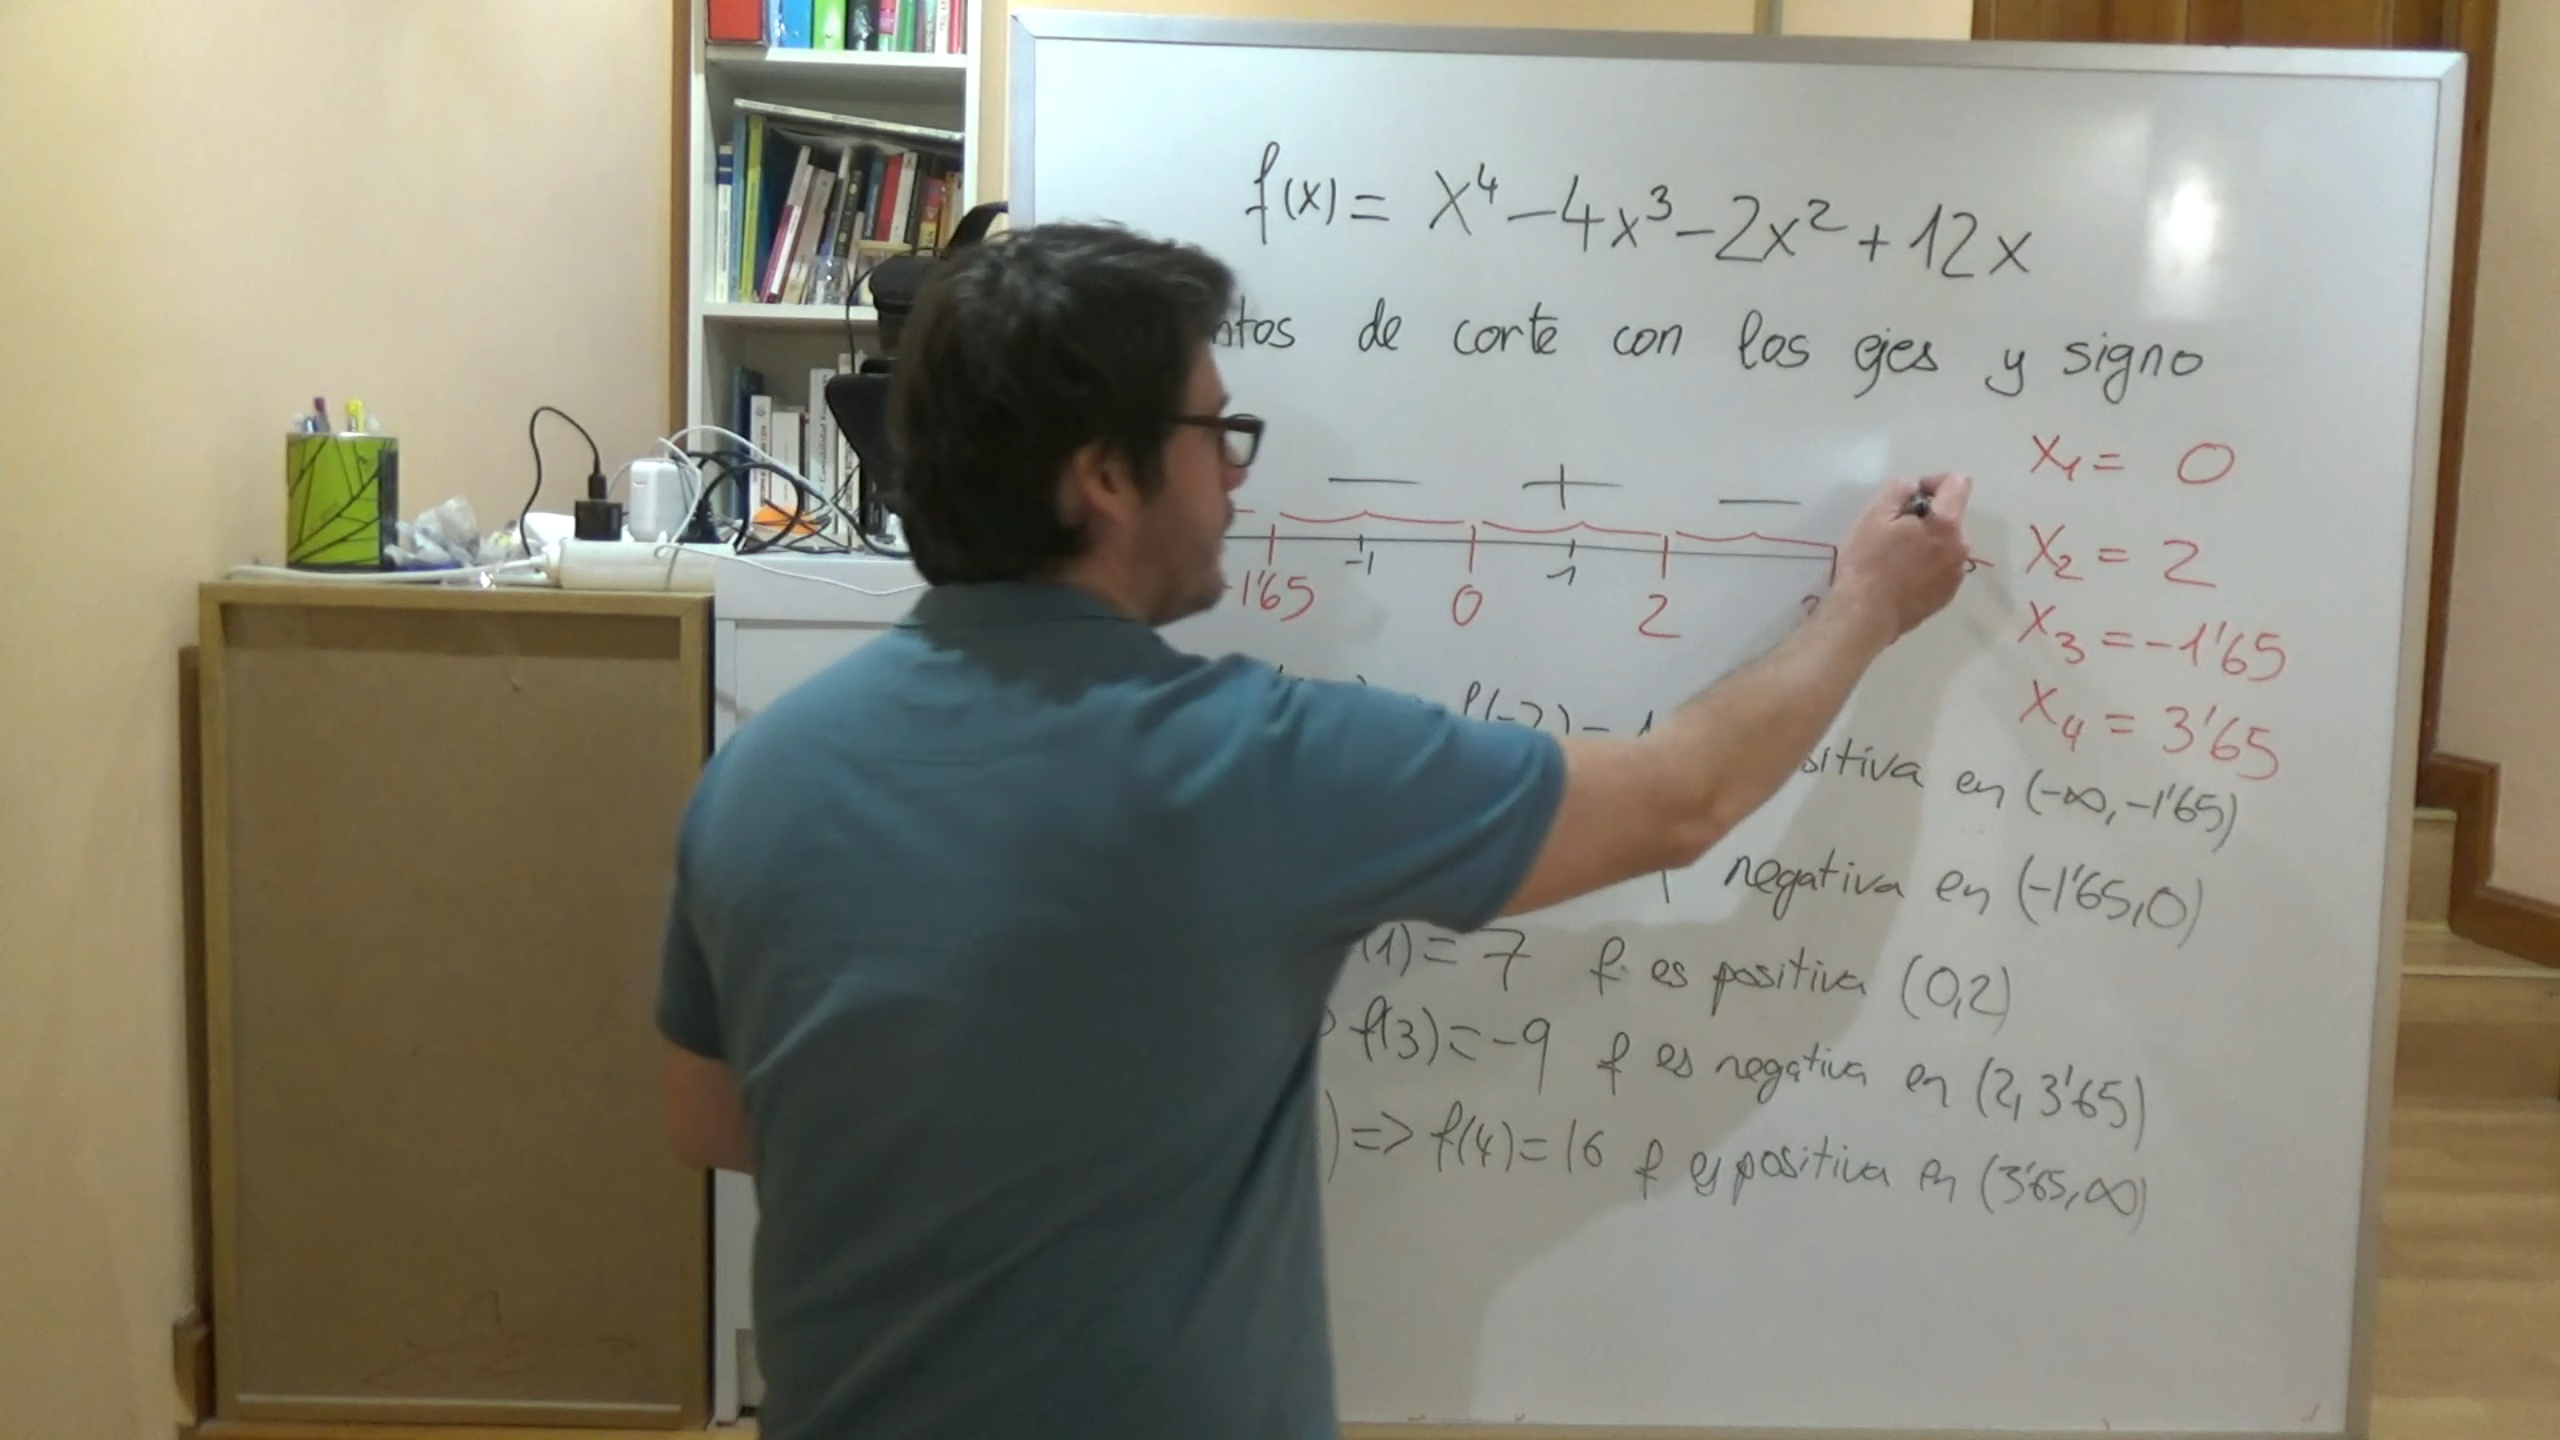 f(x) = x⁴ - 4x³ - 2x² + 12x
ntos de corte con los ejes y signo
x₁ = 0
x₂ = 2
x₃ = -1'65
x₄ = 3'65
— + —
-1 1
-1'65 0 2
f(-2) =
sitiva en (-∞, -1'65)
negativa en (-1'65, 0)
(1) = 7 f es positiva (0,2)
f(3) = -9 f es negativa en (2, 3'65)
) => f(4) = 16 f es positiva en (3'65, ∞)